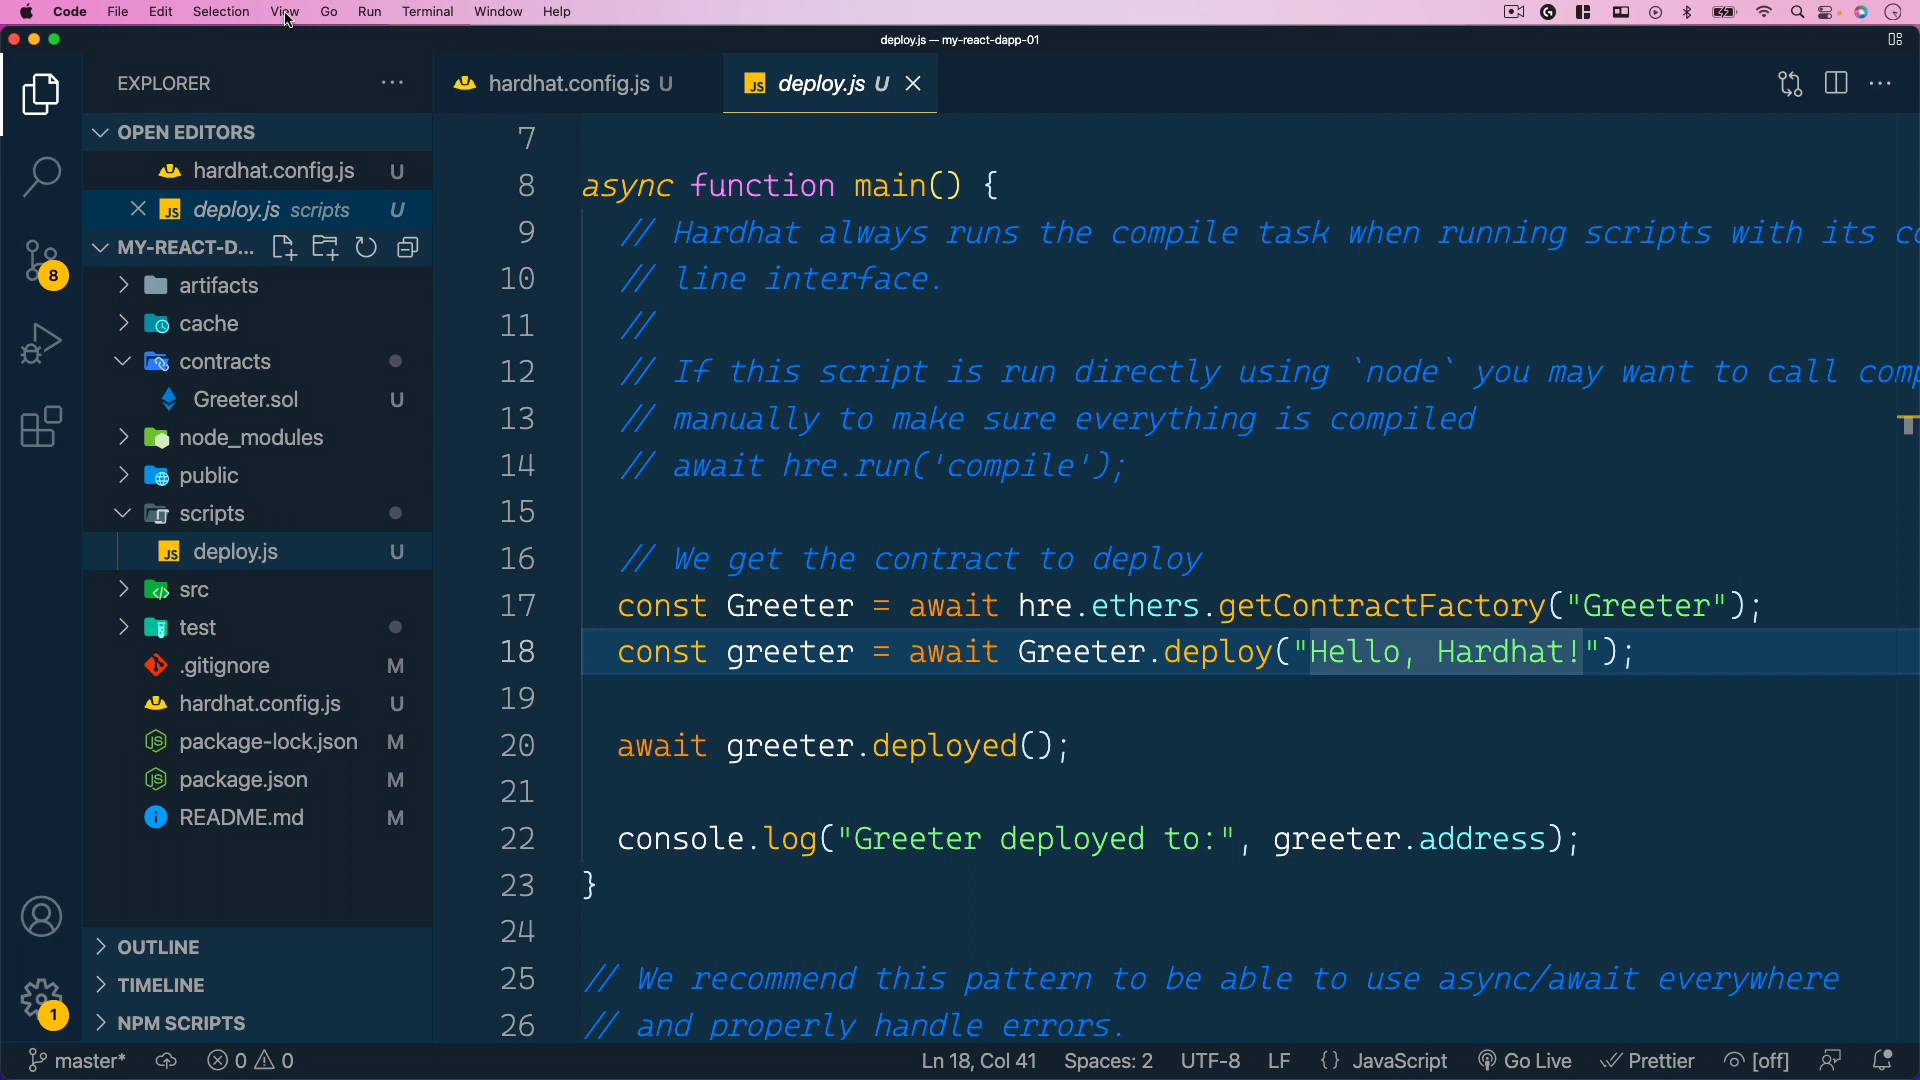 Code File Edit Selection View Go Run Terminal Window Help
deploy.js — my-react-dapp-01
EXPLORER
hardhat.config.js U
JS deploy.js U
OPEN EDITORS
hardhat.config.js U
JS deploy.js scripts U
MY-REACT-D...
artifacts
cache
contracts
Greeter.sol U
node_modules
public
scripts
JS deploy.js U
src
test
.gitignore M
hardhat.config.js U
package-lock.json M
package.json M
README.md M
OUTLINE
TIMELINE
NPM SCRIPTS
8
1
7
8 async function main() {
9 // Hardhat always runs the compile task when running scripts with its
10 // line interface.
11 //
12 // If this script is run directly using `node` you may want to call
13 // manually to make sure everything is compiled
14 // await hre.run('compile');
15
16 // We get the contract to deploy
17 const Greeter = await hre.ethers.getContractFactory("Greeter");
18 const greeter = await Greeter.deploy("Hello, Hardhat!");
19
20 await greeter.deployed();
21
22 console.log("Greeter deployed to:", greeter.address);
23 }
24
25 // We recommend this pattern to be able to use async/await everywhere
26 // and properly handle errors.
master* 0 0 Ln 18, Col 41 Spaces: 2 UTF-8 LF {} JavaScript Go Live Prettier [off]